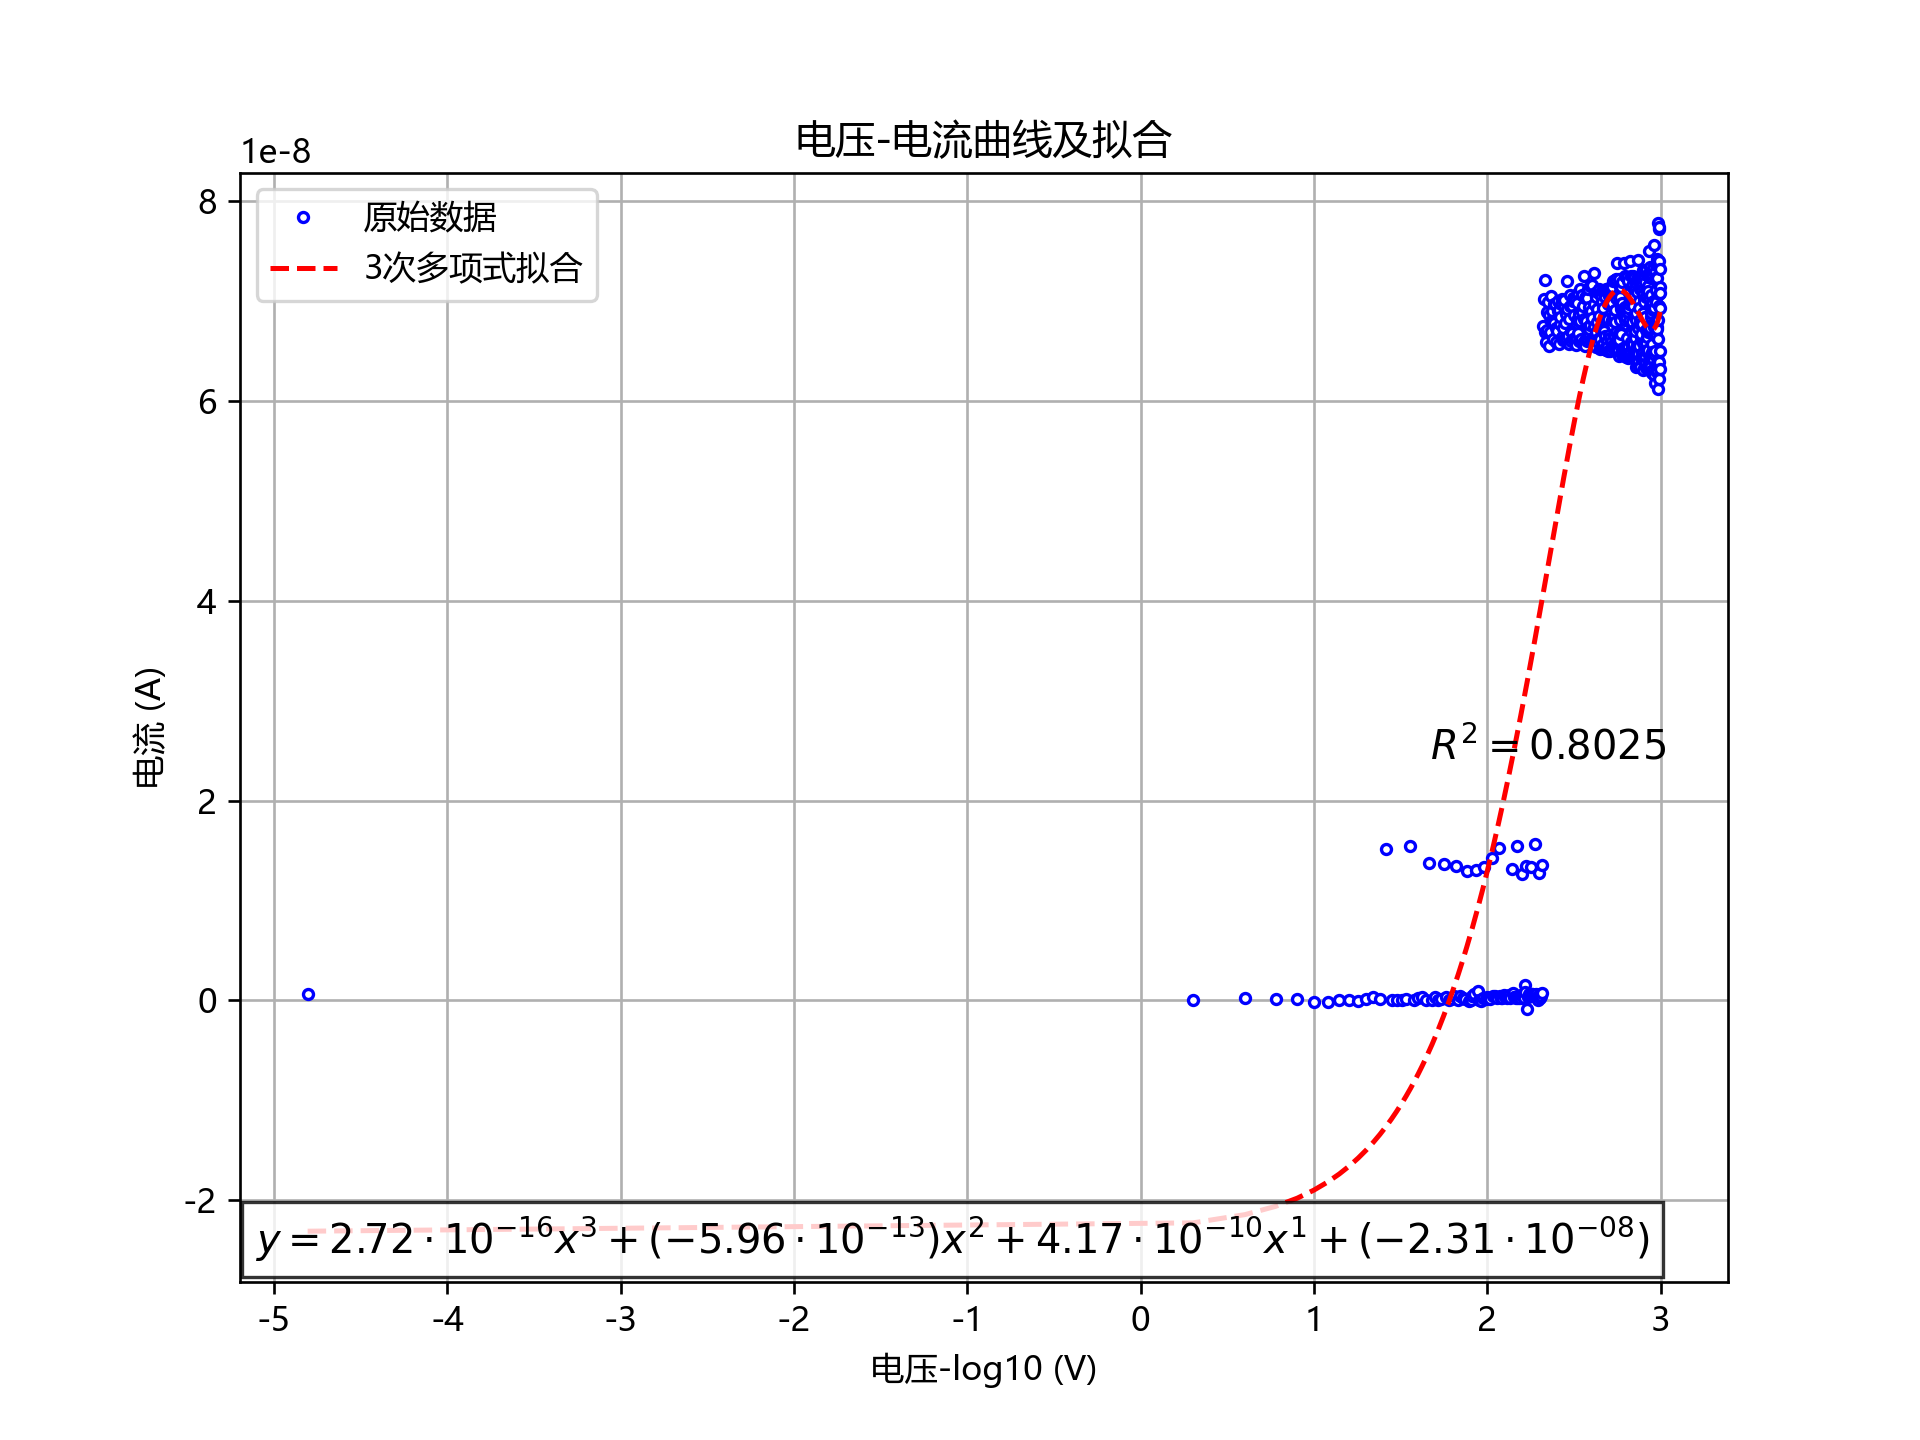 电压-电流曲线及拟合
1e-8
8
6
4
2
0
-2
原始数据
3次多项式拟合
电流 (A)
R² = 0.8025
y = 2.72 · 10⁻¹⁶x³ + (−5.96 · 10⁻¹³)x² + 4.17 · 10⁻¹⁰x¹ + (−2.31 · 10⁻⁰⁸)
-5 -4 -3 -2 -1 0 1 2 3
电压-log10 (V)